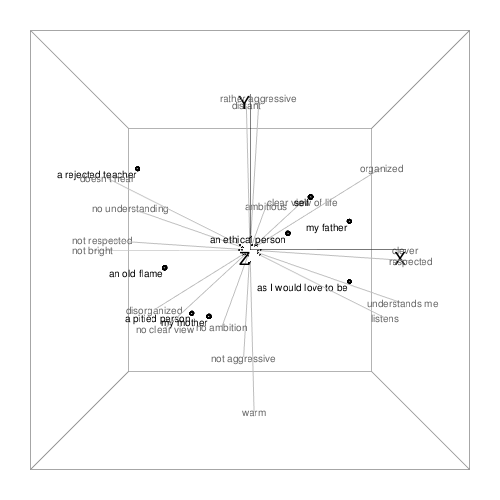 Y
rather aggressive
distant
a rejected teacher
doesn't hear
organized
no understanding
ambitious
clear view of life
self
my father
an ethical person
not respected
not bright
clever
X
respected
Z
an old flame
as I would love to be
understands me
listens
disorganized
a pitied person
my mother
no clear view
no ambition
not aggressive
warm